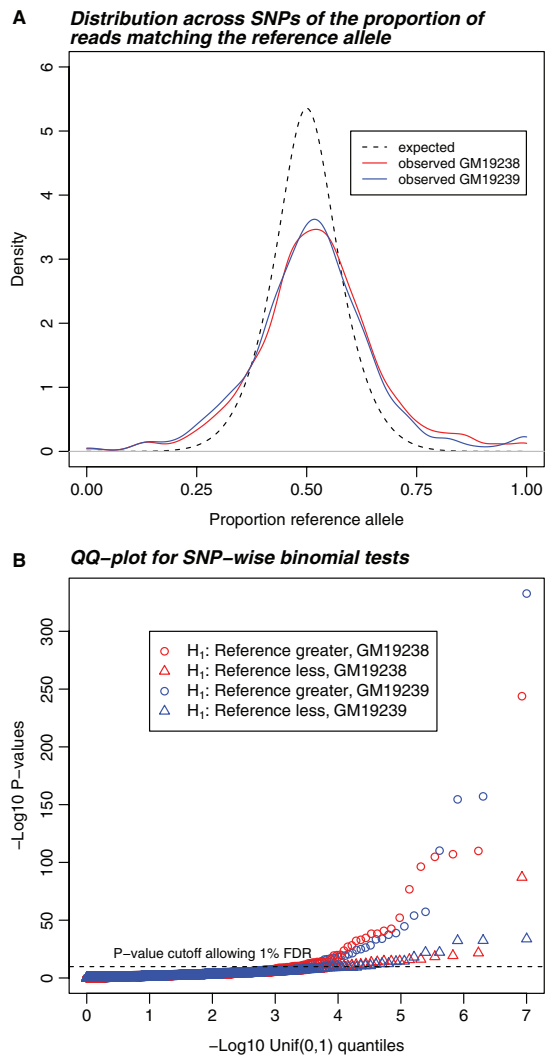 A
Distribution across SNPs of the proportion of
reads matching the reference allele
6
5
4
3
2
1
0
Density
expected
observed GM19238
observed GM19239
0.00 0.25 0.50 0.75 1.00
Proportion reference allele
B
QQ−plot for SNP−wise binomial tests
300
250
200
150
100
50
0
−Log10 P−values
H1: Reference greater, GM19238
H1: Reference less, GM19238
H1: Reference greater, GM19239
H1: Reference less, GM19239
P−value cutoff allowing 1% FDR
0 1 2 3 4 5 6 7
−Log10 Unif(0,1) quantiles